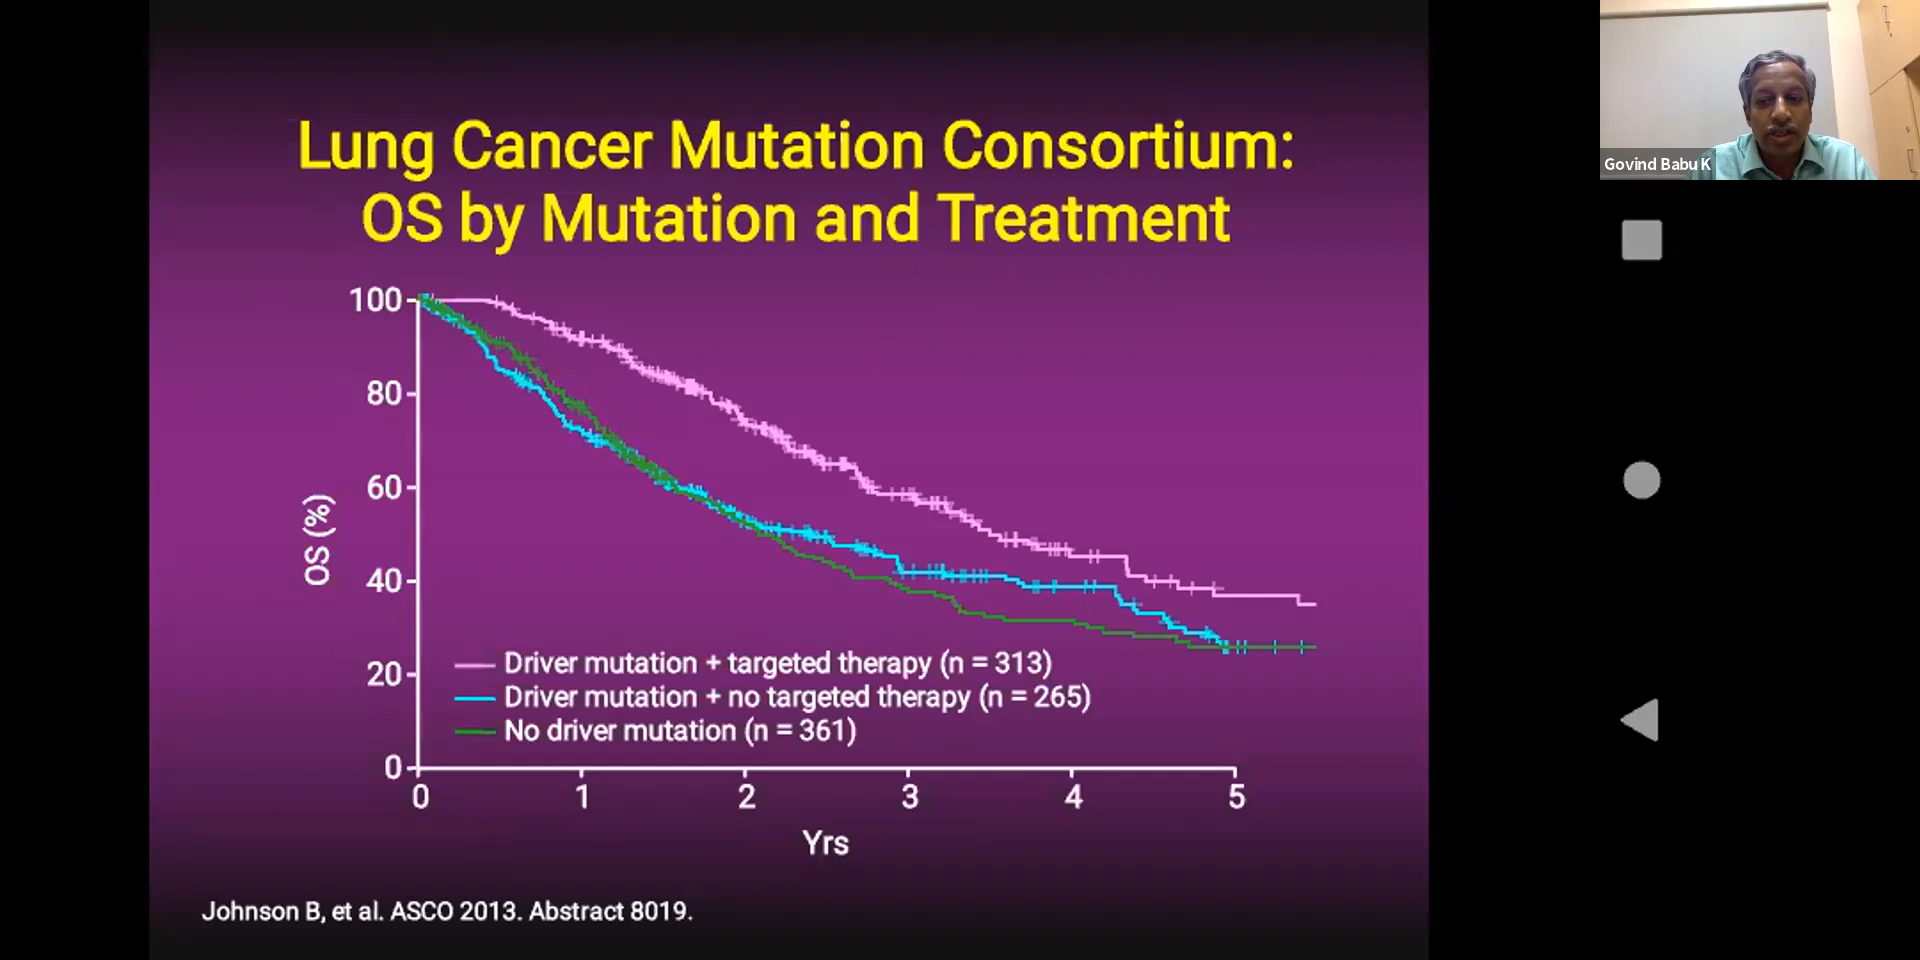 Lung Cancer Mutation Consortium:
OS by Mutation and Treatment
Govind Babu K
100
80
60
40
20
0
OS (%)
Driver mutation + targeted therapy (n = 313)
Driver mutation + no targeted therapy (n = 265)
No driver mutation (n = 361)
0 1 2 3 4 5
Yrs
Johnson B, et al. ASCO 2013. Abstract 8019.